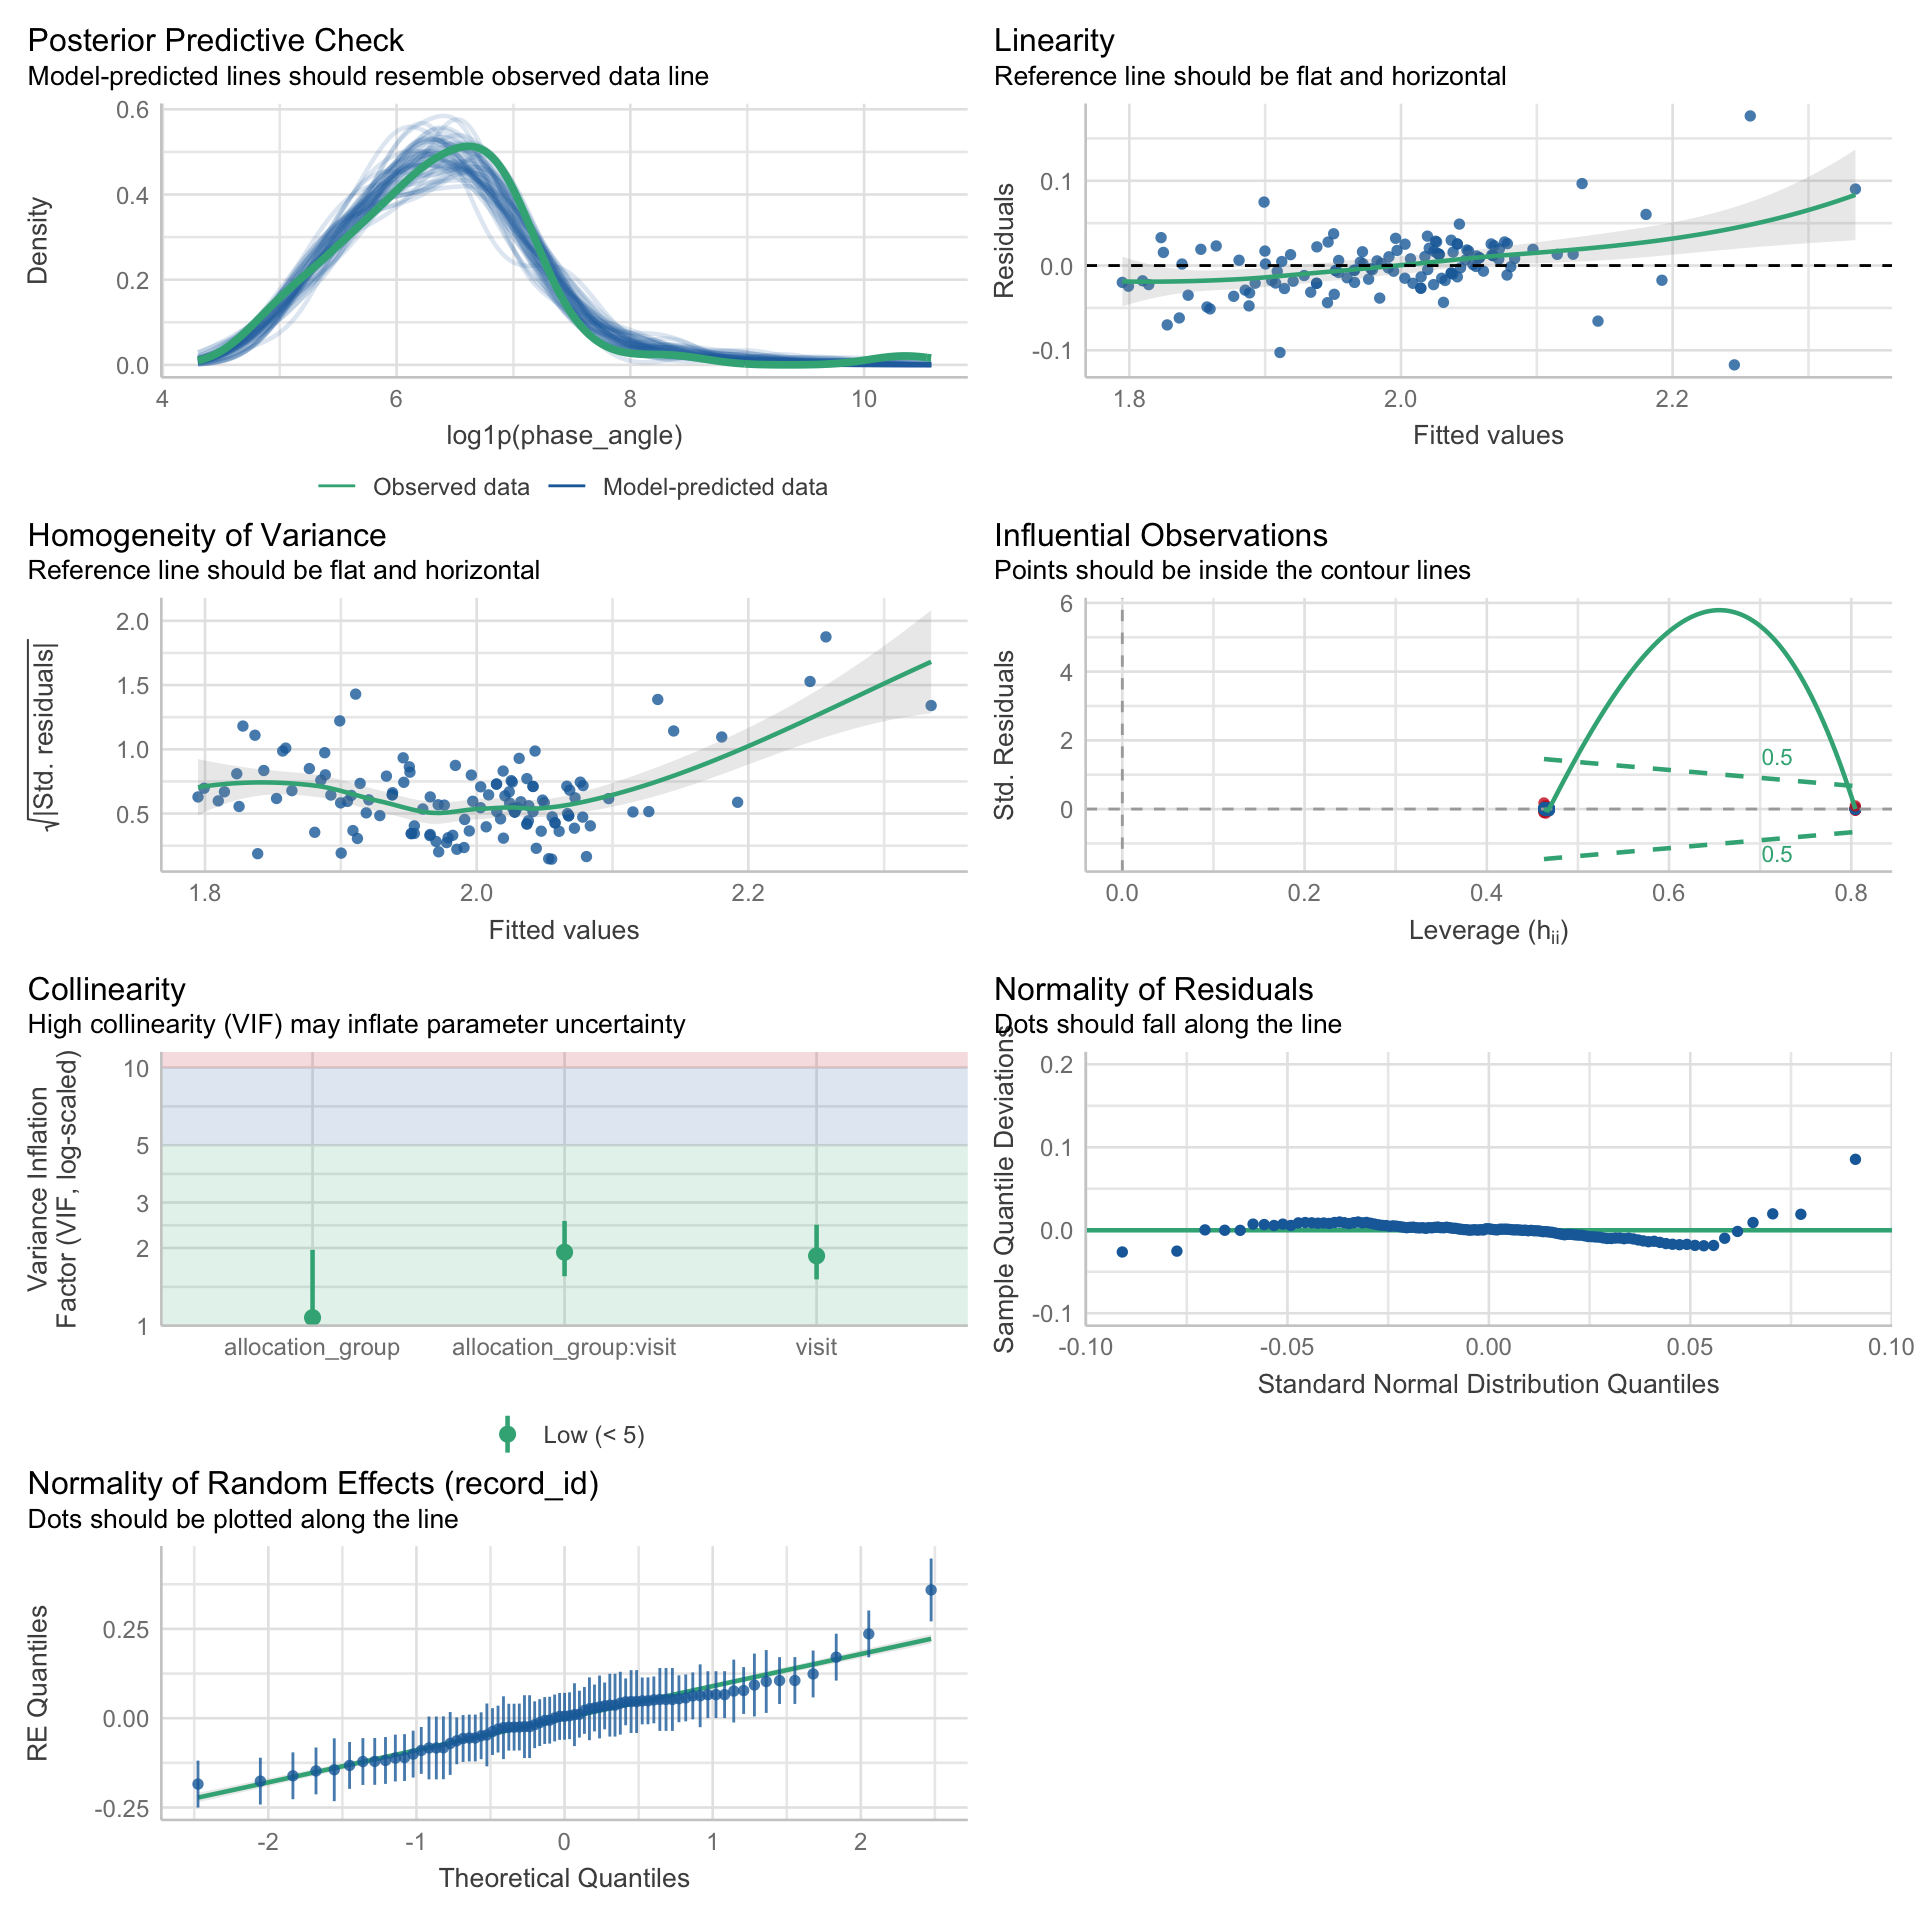 Posterior Predictive Check
Model-predicted lines should resemble observed data line
0.6
0.4
0.2
0.0
Density
4 6 8 10
log1p(phase_angle)
Observed data Model-predicted data
Linearity
Reference line should be flat and horizontal
0.1
0.0
-0.1
Residuals
1.8 2.0 2.2
Fitted values
Homogeneity of Variance
Reference line should be flat and horizontal
2.0
1.5
1.0
0.5
√|Std. residuals|
1.8 2.0 2.2
Fitted values
Influential Observations
Points should be inside the contour lines
6
4
2
0
Std. Residuals
0.5
0.5
0.0 0.2 0.4 0.6 0.8
Leverage (hii)
Collinearity
High collinearity (VIF) may inflate parameter uncertainty
10
5
3
2
1
Variance Inflation
Factor (VIF, log-scaled)
allocation_group allocation_group:visit visit
Low (< 5)
Normality of Residuals
Dots should fall along the line
0.2
0.1
0.0
-0.1
Sample Quantile Deviations
-0.10 -0.05 0.00 0.05 0.10
Standard Normal Distribution Quantiles
Normality of Random Effects (record_id)
Dots should be plotted along the line
0.25
0.00
-0.25
RE Quantiles
-2 -1 0 1 2
Theoretical Quantiles